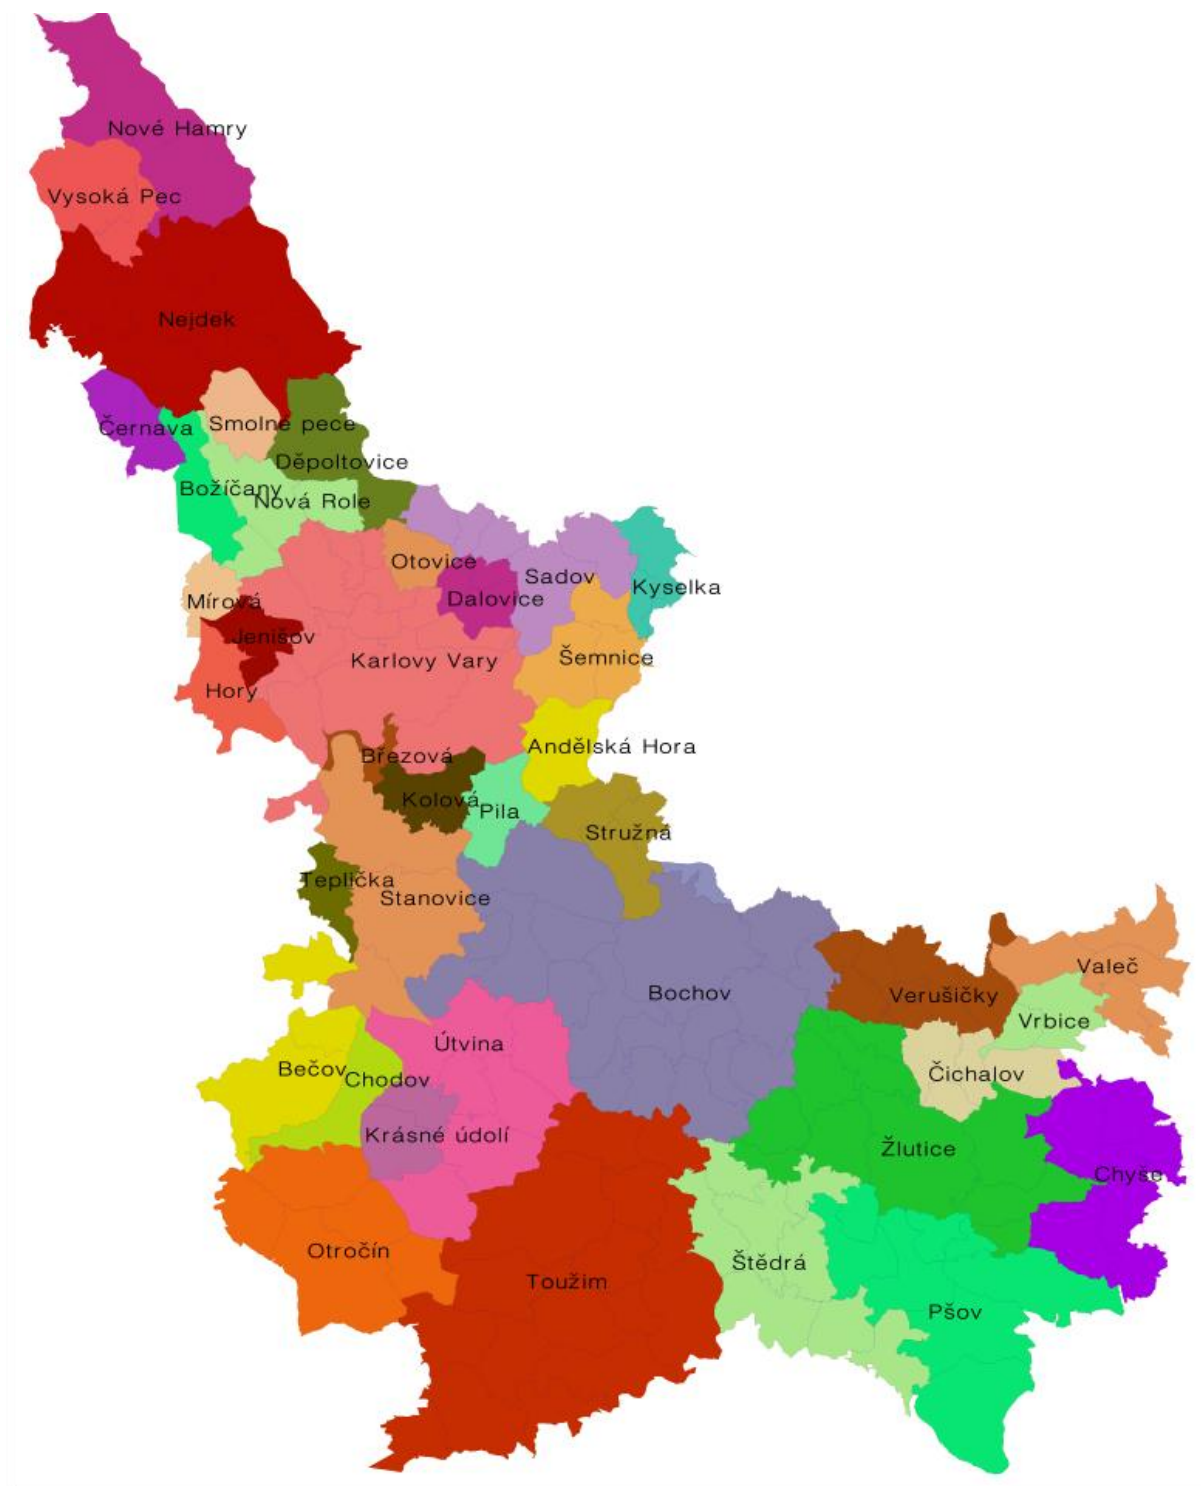 Nové Hamry
Vysoká Pec
Nejdek
Smolné pece
Černava
Děpoltovice
Božíčany
Nová Role
Otovice
Sadov
Kyselka
Dalovice
Mírová
Jenišov
Šemnice
Karlovy Vary
Hory
Andělská Hora
Březová
Kolová
Pila
Stružná
Teplička
Stanovice
Valeč
Bochov
Verušičky
Vrbice
Útvina
Bečov
Čichalov
Chodov
Krásné údolí
Žlutice
Chyše
Otročín
Štědrá
Toužim
Pšov